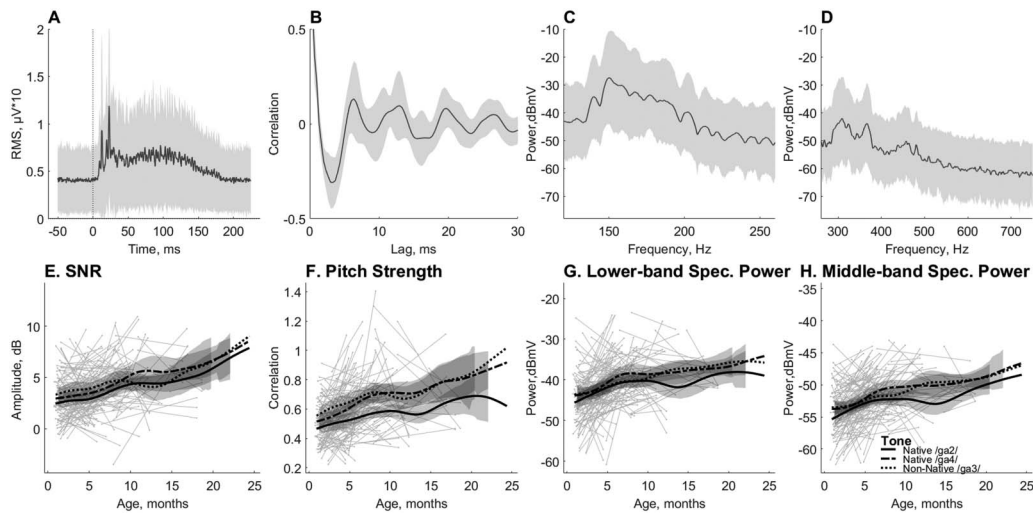 A
RMS, µV*10
2
1.5
1
0.5
0
-50 0 50 100 150 200
Time, ms
B
Correlation
0.5
0
-0.5
0 10 20 30
Lag, ms
C
Power,dBmV
-10
-20
-30
-40
-50
-60
-70
150 200 250
Frequency, Hz
D
Power,dBmV
-10
-20
-30
-40
-50
-60
-70
300 400 500 600 700
Frequency, Hz
E. SNR
Amplitude, dB
10
5
0
0 5 10 15 20 25
Age, months
F. Pitch Strength
Correlation
1.4
1.2
1
0.8
0.6
0.4
0.2
0 5 10 15 20 25
Age, months
G. Lower-band Spec. Power
Power,dBmV
-20
-30
-40
-50
-60
0 5 10 15 20 25
Age, months
H. Middle-band Spec. Power
Power,dBmV
-35
-40
-45
-50
-55
-60
0 5 10 15 20 25
Age, months
Tone
Native /ga2/
Native /ga4/
Non-Native /ga3/